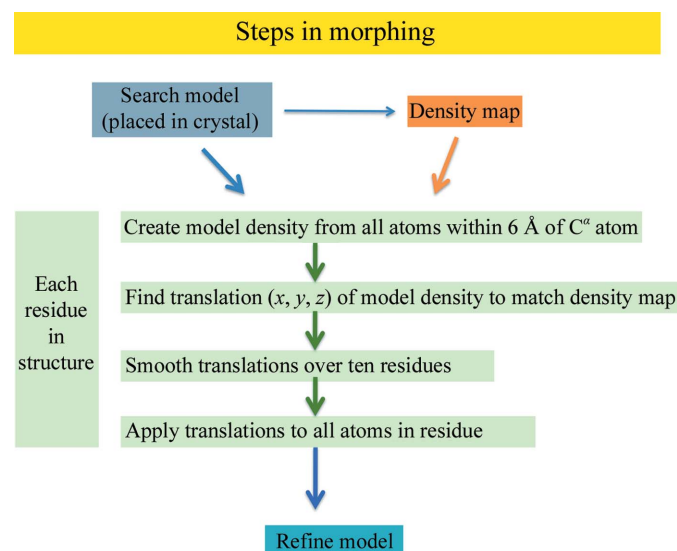 Steps in morphing
Search model
(placed in crystal)
Density map
Each
residue
in
structure
Create model density from all atoms within 6 Å of Cᵅ atom
Find translation (x, y, z) of model density to match density map
Smooth translations over ten residues
Apply translations to all atoms in residue
Refine model